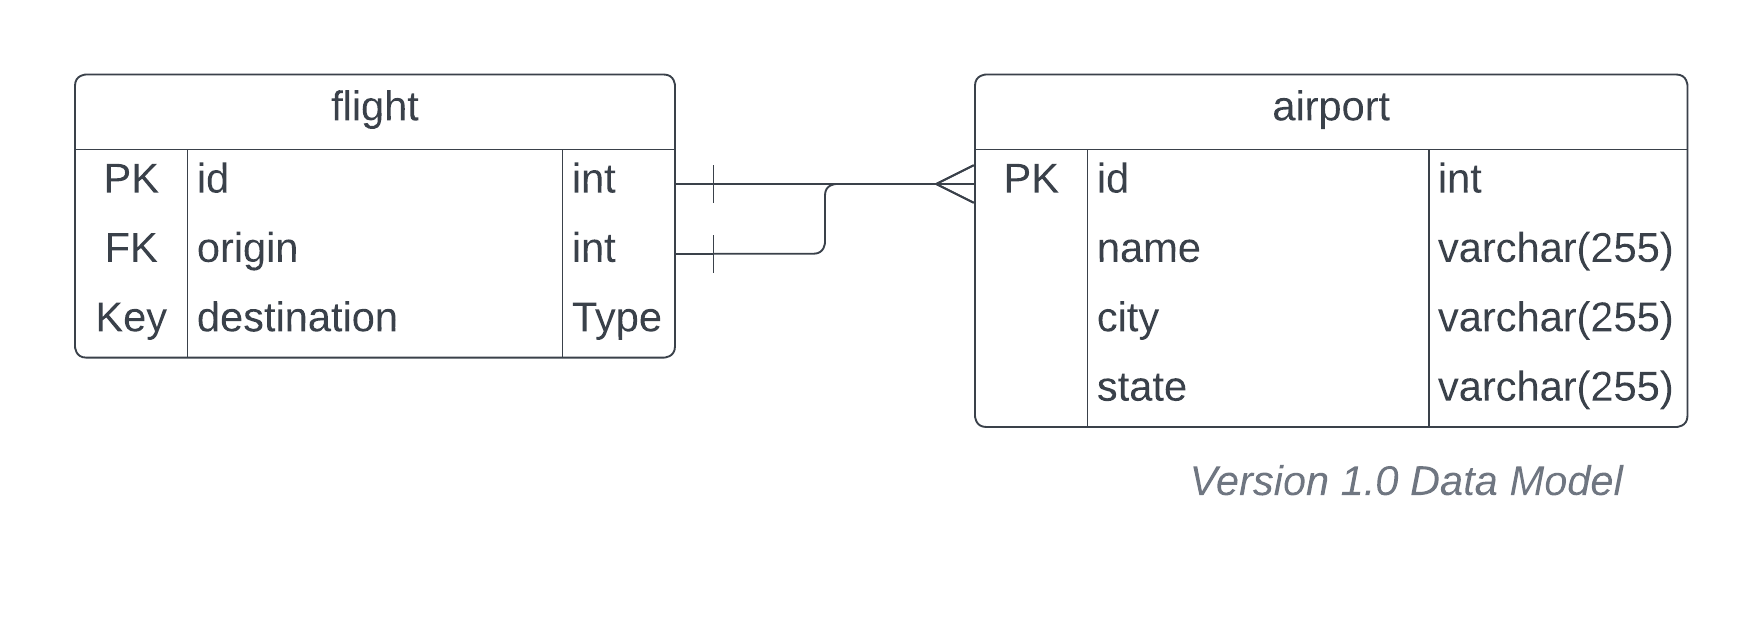 flight
PK id int
FK origin int
Key destination Type
airport
PK id int
name varchar(255)
city varchar(255)
state varchar(255)
Version 1.0 Data Model